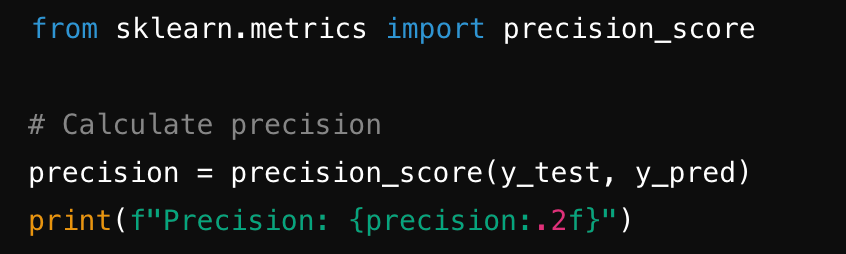 from sklearn.metrics import precision_score
# Calculate precision
precision = precision_score(y_test, y_pred)
print(f"Precision: {precision:.2f}")